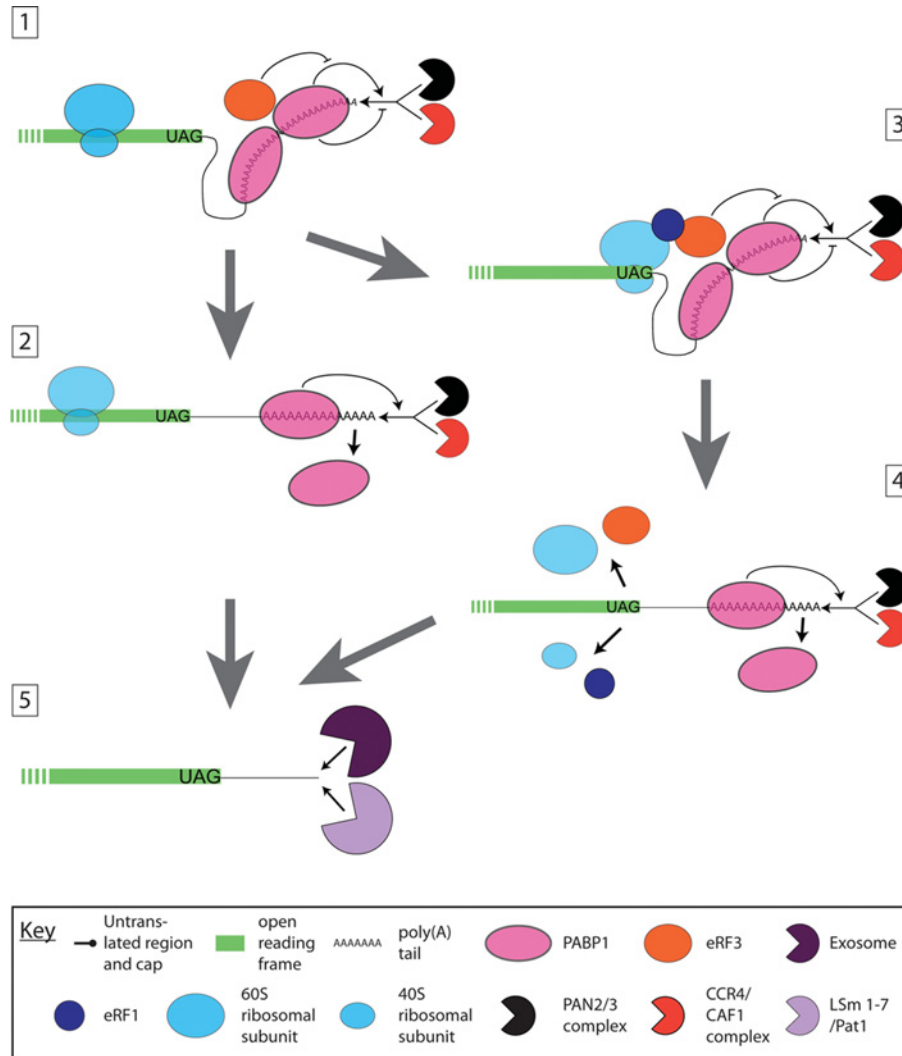 1
UAG
A
3
UAG
A
2
UAG AAAAAAAAAAAAAAA
4
UAG AAAAAAAAAAAAAAA
5
UAG
Key
Untrans-
lated region
and cap
open
reading
frame
AAAAAAA
poly(A)
tail
PABP1
eRF3
Exosome
eRF1
60S
ribosomal
subunit
40S
ribosomal
subunit
PAN2/3
complex
CCR4/
CAF1
complex
LSm 1-7
/Pat1